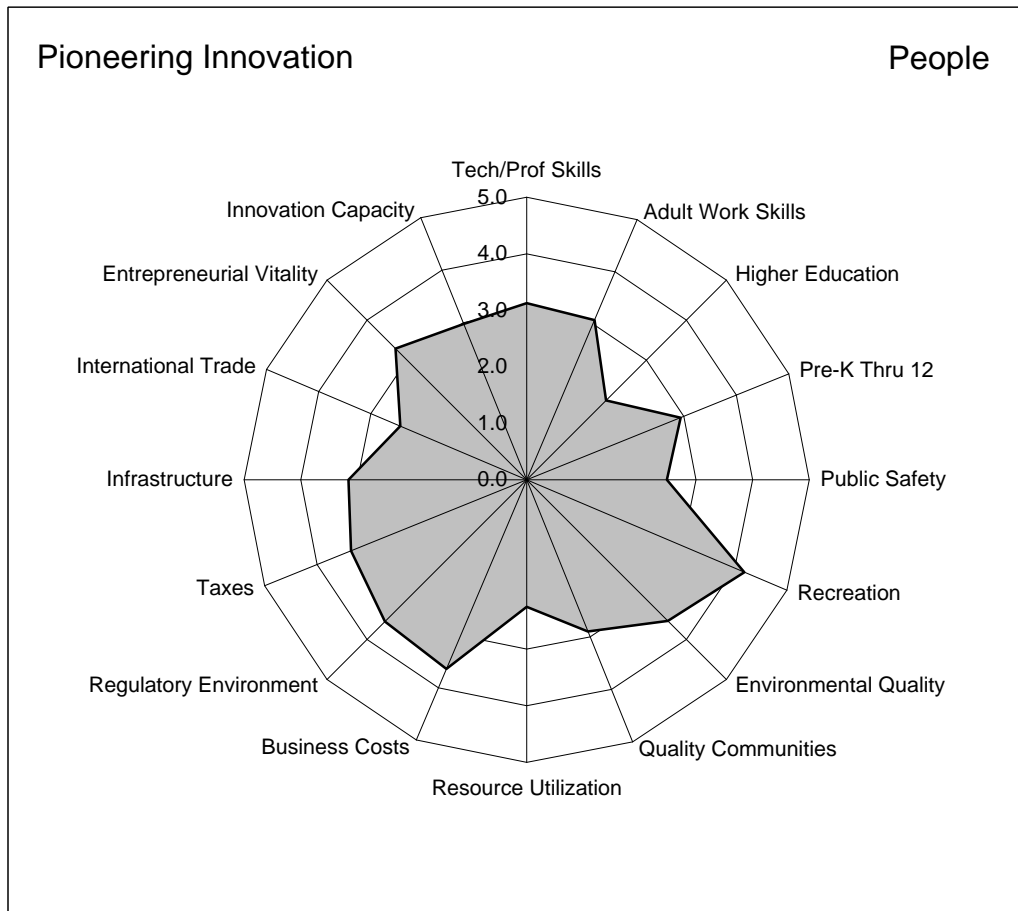 Pioneering Innovation
People
Tech/Prof Skills
5.0
Innovation Capacity
Adult Work Skills
4.0
Entrepreneurial Vitality
Higher Education
3.0
International Trade
2.0
Pre-K Thru 12
1.0
Infrastructure
0.0
Public Safety
Taxes
Recreation
Regulatory Environment
Environmental Quality
Business Costs
Quality Communities
Resource Utilization